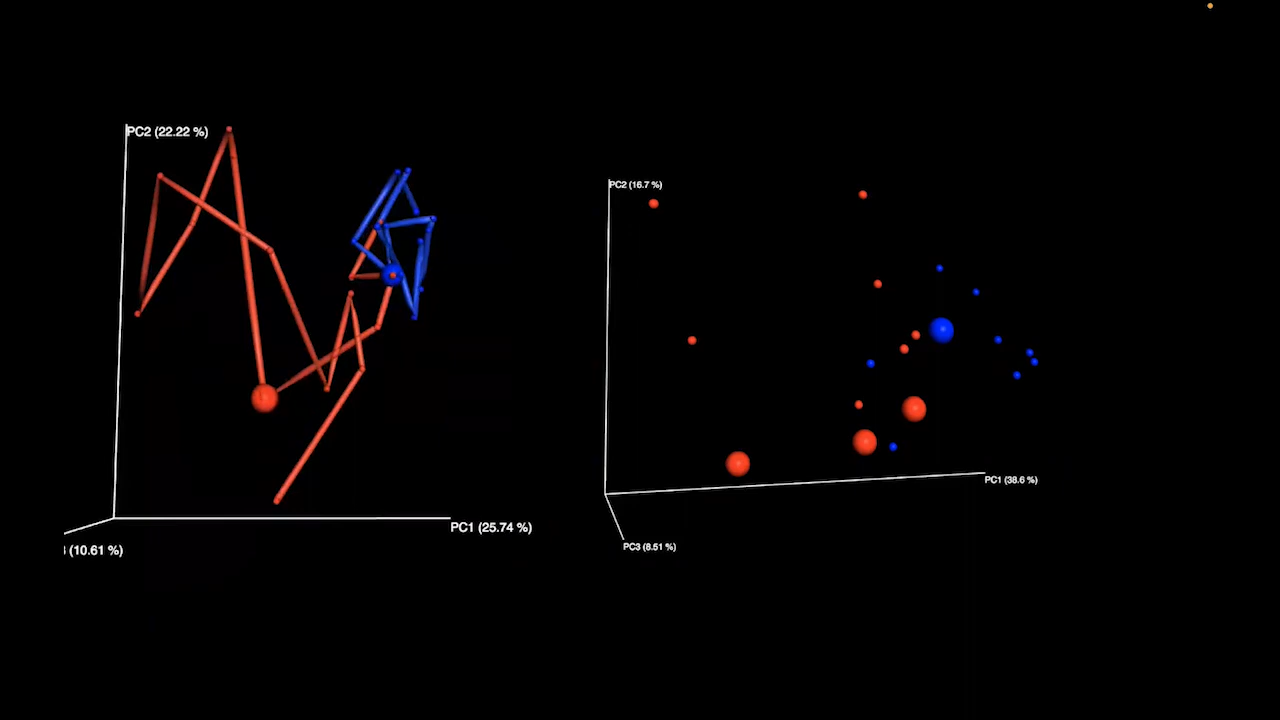 PC2 (22.22 %)
PC1 (25.74 %)
(10.61 %)
PC2 (16.7 %)
PC1 (38.6 %)
PC3 (8.51 %)